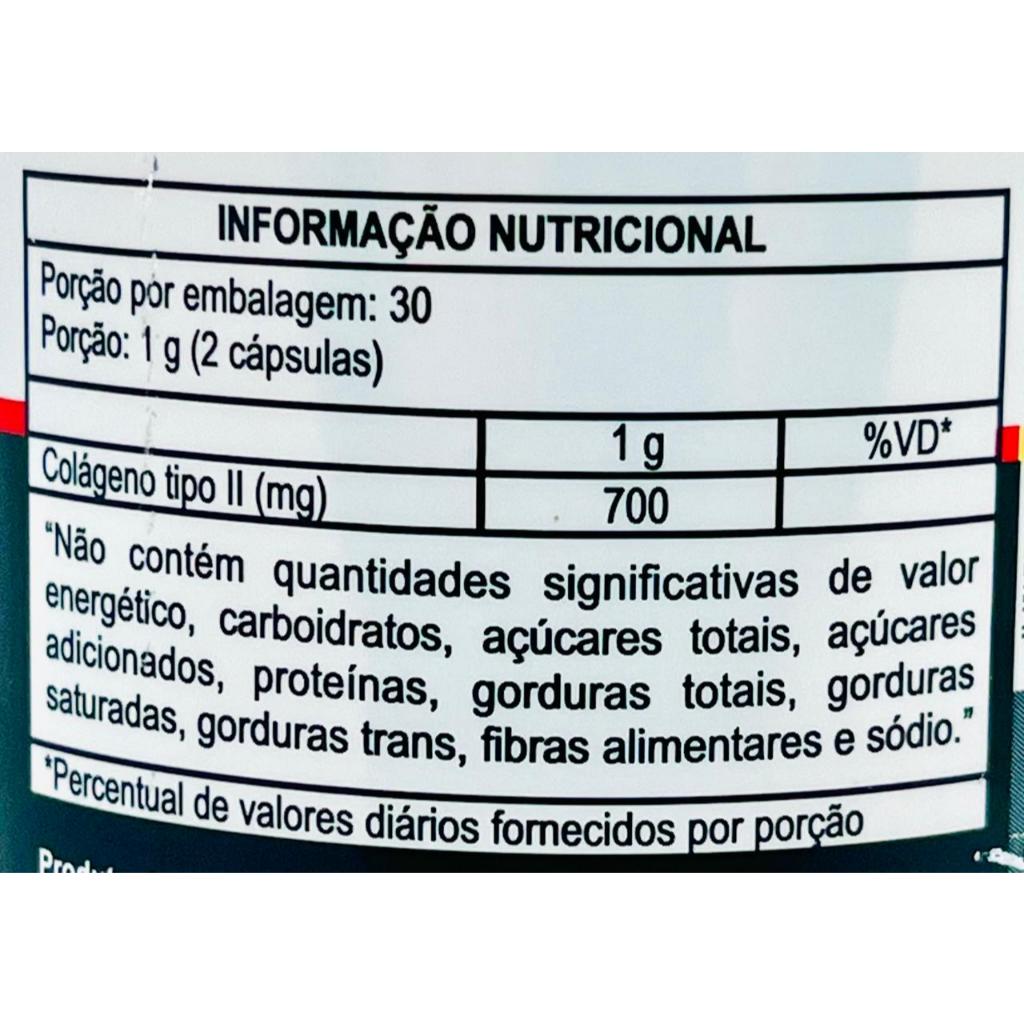 INFORMAÇÃO NUTRICIONAL
Porção por embalagem: 30
Porção: 1 g (2 cápsulas)
1 g %VD*
Colágeno tipo II (mg) 700
“Não contém quantidades significativas de valor
energético, carboidratos, açúcares totais, açúcares
adicionados, proteínas, gorduras totais, gorduras
saturadas, gorduras trans, fibras alimentares e sódio.”
*Percentual de valores diários fornecidos por porção